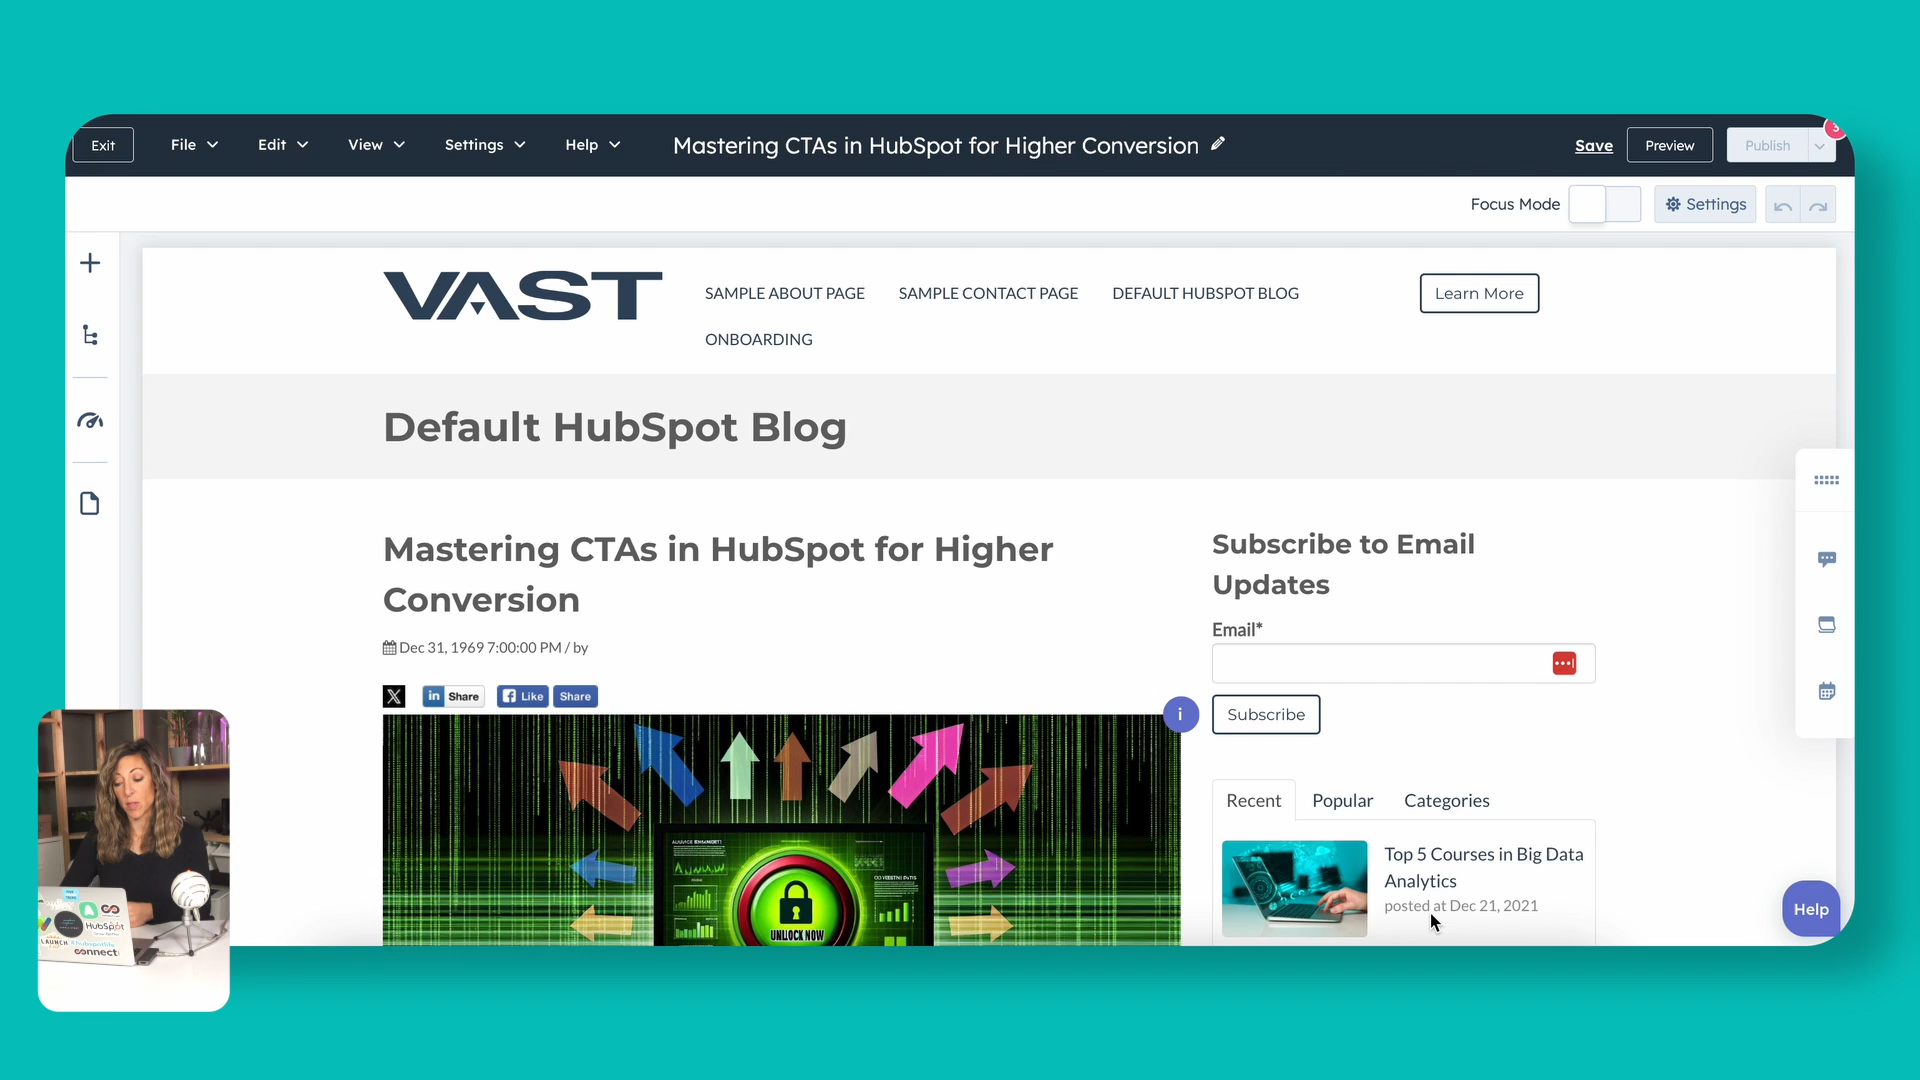 Exit
File
Edit
View
Settings
Help
Mastering CTAs in HubSpot for Higher Conversion
Save
Preview
Publish
3
Focus Mode
Settings
VAST
SAMPLE ABOUT PAGE
SAMPLE CONTACT PAGE
DEFAULT HUBSPOT BLOG
ONBOARDING
Learn More
Default HubSpot Blog
Mastering CTAs in HubSpot for Higher
Conversion
Dec 31, 1969 7:00:00 PM / by
X
in Share
Like
Share
i
UNLOCK NOW
Subscribe to Email
Updates
Email*
Subscribe
Recent
Popular
Categories
Top 5 Courses in Big Data
Analytics
posted at Dec 21, 2021
Help
HubSpot
LAUNCH
#hubspotlife
connect